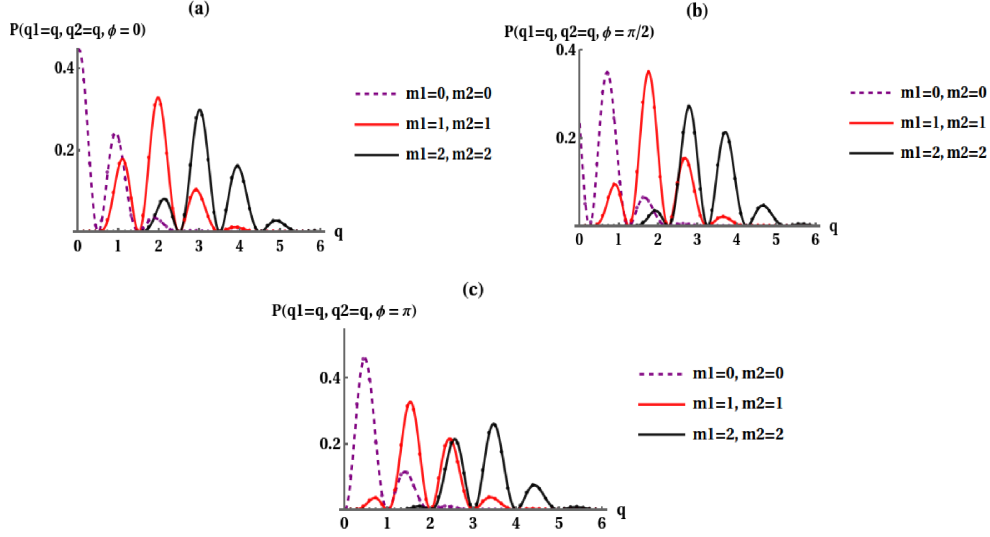 (a)
P(q1=q, q2=q, ϕ = 0)
0.4
0.2
0 1 2 3 4 5 6 q
m1=0, m2=0
m1=1, m2=1
m1=2, m2=2
(b)
P(q1=q, q2=q, ϕ = π/2)
0.4
0.2
0 1 2 3 4 5 6 q
m1=0, m2=0
m1=1, m2=1
m1=2, m2=2
(c)
P(q1=q, q2=q, ϕ = π)
0.4
0.2
0 1 2 3 4 5 6 q
m1=0, m2=0
m1=1, m2=1
m1=2, m2=2